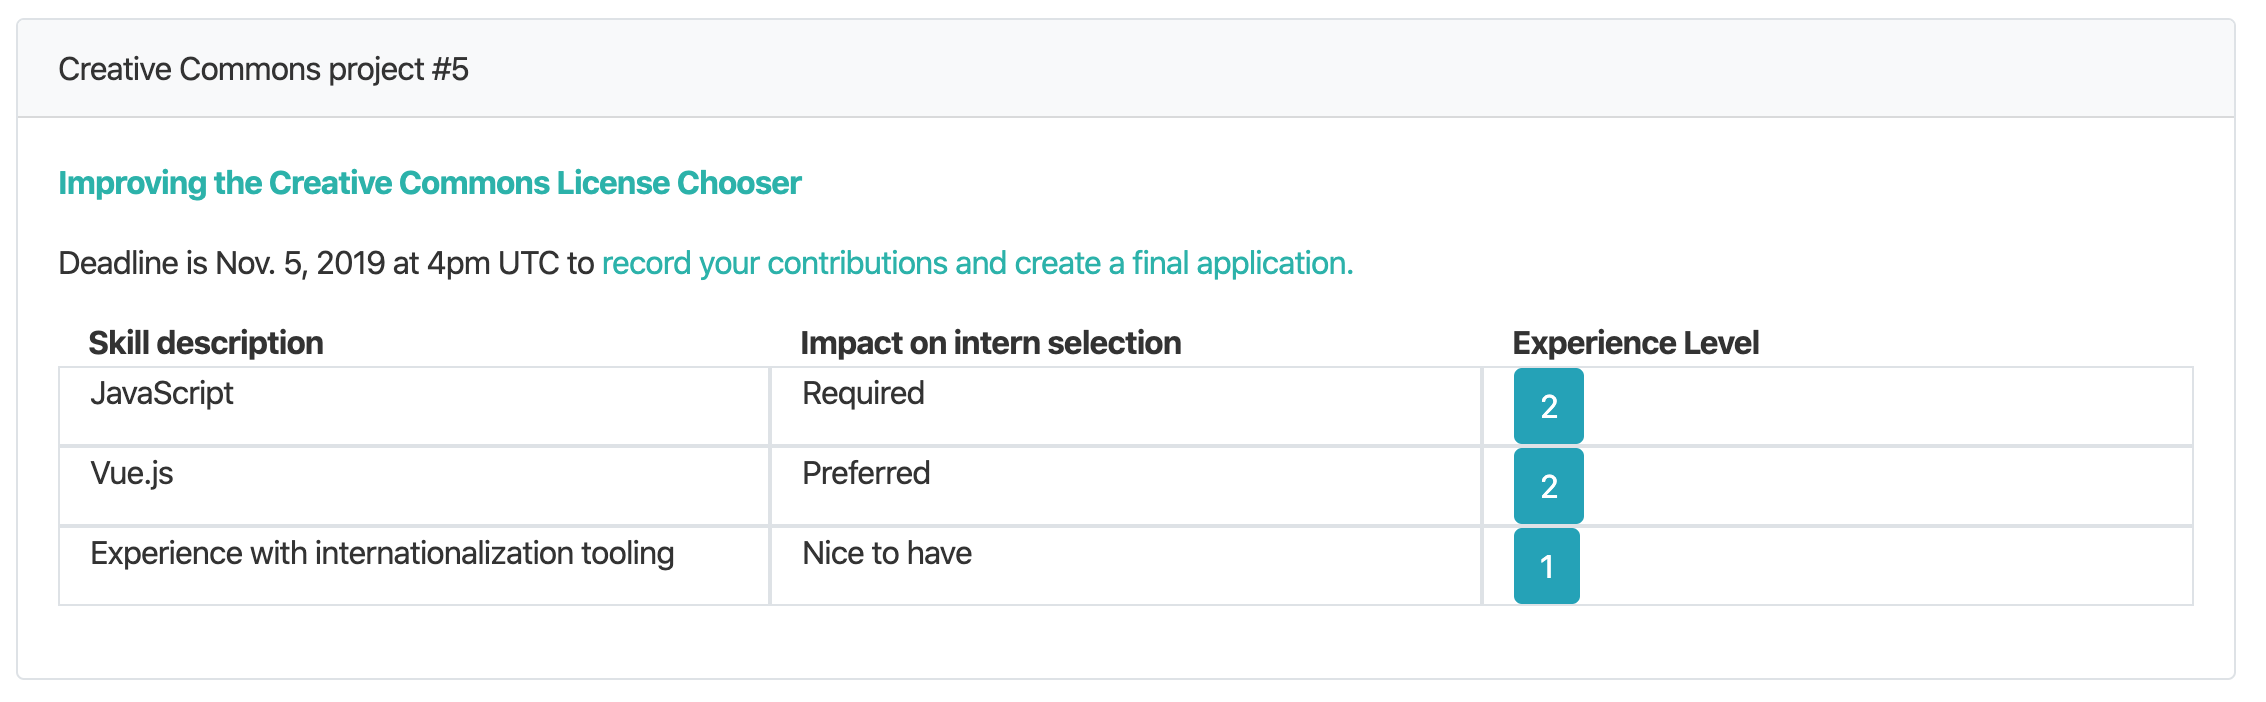 Creative Commons project #5
Improving the Creative Commons License Chooser
Deadline is Nov. 5, 2019 at 4pm UTC to record your contributions and create a final application.
Skill description Impact on intern selection Experience Level
JavaScript Required 2
Vue.js Preferred 2
Experience with internationalization tooling Nice to have 1